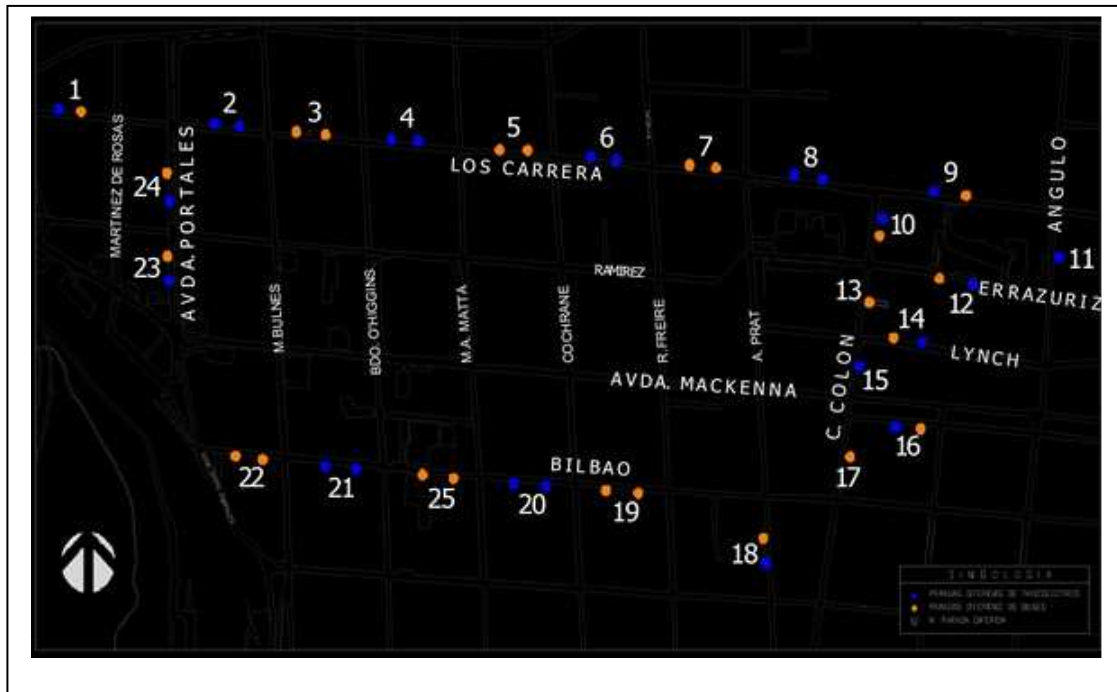 1
2
3
4
5
6
7
8
9
LOS CARRERA
MARTINEZ DE ROSAS
AVDA. PORTALES
ANGULO
24
10
11
23
RAMIREZ
12
ERRAZURIZ
13
14
LYNCH
M.BULNES
BDO. O'HIGGINS
M.A. MATTA
COCHRANE
R.FREIRE
A. PRAT
C. COLON
15
AVDA. MACKENNA
16
17
BILBAO
22
21
25
20
19
18